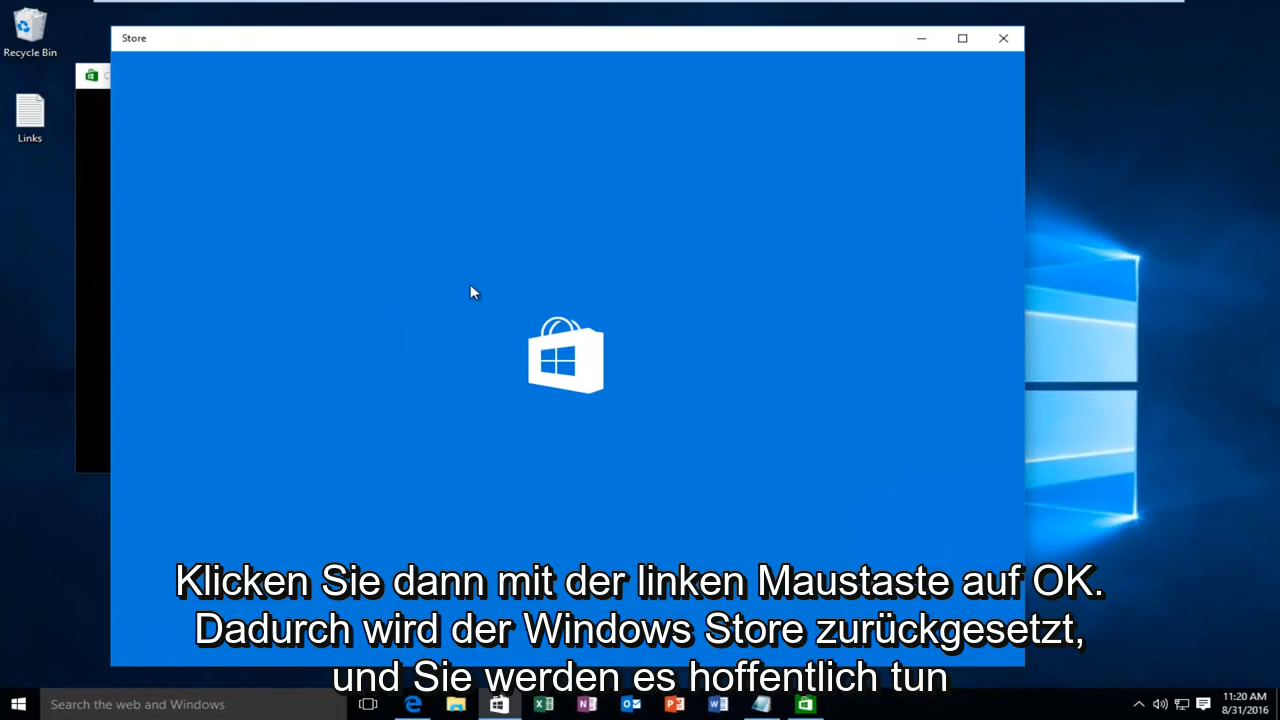 Store
Recycle Bin
Links
Klicken Sie dann mit der linken Maustaste auf OK.
Dadurch wird der Windows Store zurückgesetzt,
und Sie werden es hoffentlich tun
Search the web and Windows
11:20 AM
8/31/2016